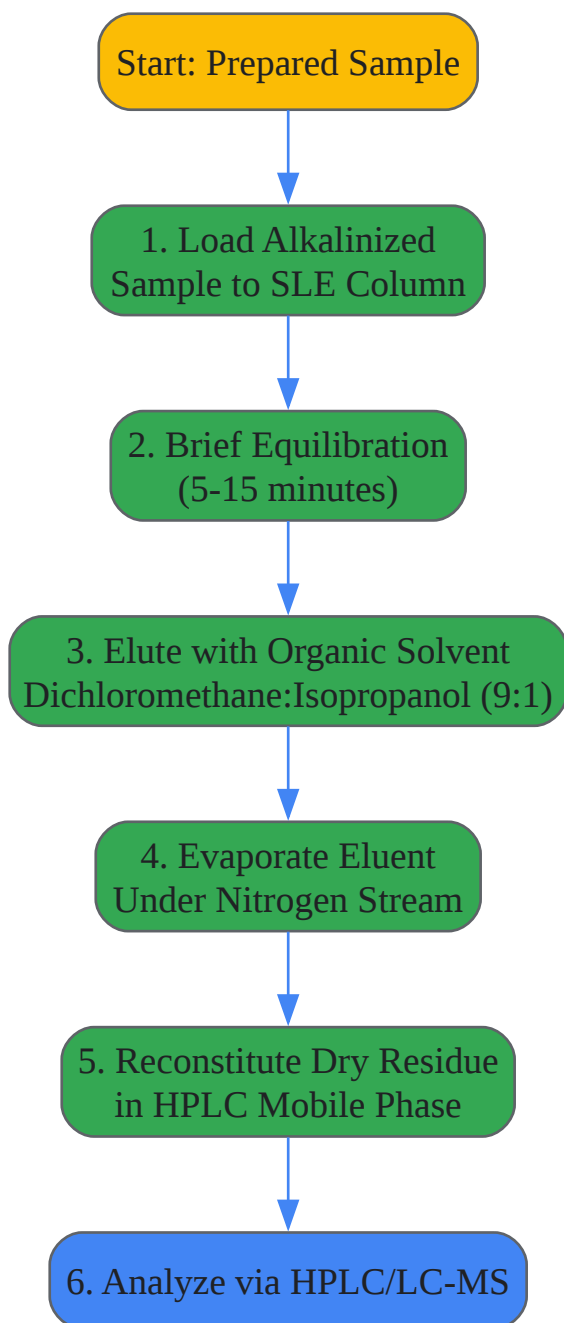 Start: Prepared Sample
1. Load Alkalinized
Sample to SLE Column
2. Brief Equilibration
(5-15 minutes)
3. Elute with Organic Solvent
Dichloromethane:Isopropanol (9:1)
4. Evaporate Eluent
Under Nitrogen Stream
5. Reconstitute Dry Residue
in HPLC Mobile Phase
6. Analyze via HPLC/LC-MS